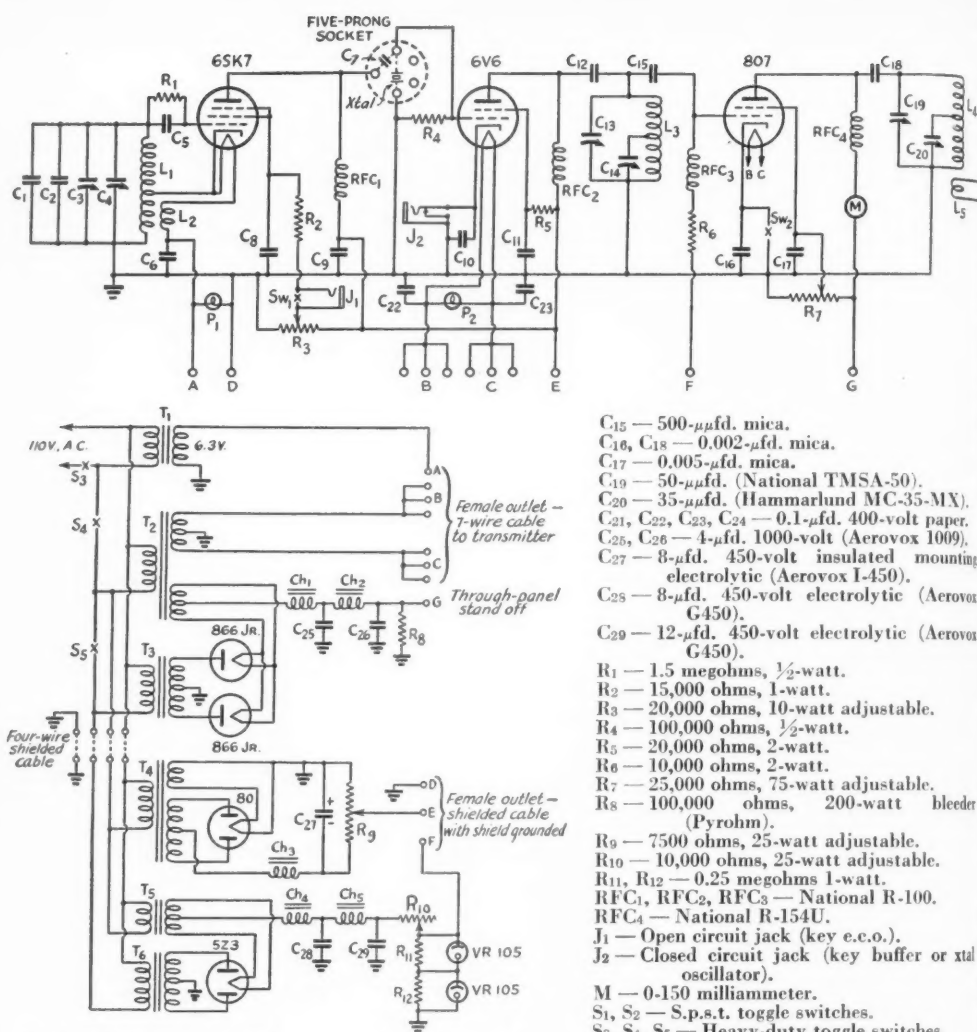 FIVE-PRONG
SOCKET
6SK7
C7
Xtal
6V6
C12
C15
807
C18
R1
C5
L1
L2
C1
C2
C3
C4
C6
C8
R2
RFC1
C9
R4
J2
C10
C11
R5
RFC2
C13
C14
L3
RFC3
R6
B C
Sw2
C16
C17
R7
RFC4
M
C19
C20
L4
L5
P1
Sw1
J1
R3
C22
P2
C23
A
D
B
C
E
F
G
T1
110V, A.C.
6.3V.
S3
S4
T2
A
B
C
Female outlet –
7-wire cable
to transmitter
Ch1
Ch2
G
Through-panel
stand off
C25
C26
R8
866 JR.
S5
T3
866 JR.
Four-wire
shielded
cable
T4
80
C27
R9
Ch3
D
E
F
Female outlet –
shielded cable
with shield grounded
T5
Ch4
Ch5
R10
C28
C29
R11
VR 105
T6
5Z3
R12
VR 105
C15 — 500-μμfd. mica.
C16, C18 — 0.002-μfd. mica.
C17 — 0.005-μfd. mica.
C19 — 50-μμfd. (National TMSA-50).
C20 — 35-μμfd. (Hammarlund MC-35-MX).
C21, C22, C23, C24 — 0.1-μfd. 400-volt paper.
C25, C26 — 4-μfd. 1000-volt (Aerovox 1009).
C27 — 8-μfd. 450-volt insulated mounting
electrolytic (Aerovox I-450).
C28 — 8-μfd. 450-volt electrolytic (Aerovox
G450).
C29 — 12-μfd. 450-volt electrolytic (Aerovox
G450).
R1 — 1.5 megohms, ½-watt.
R2 — 15,000 ohms, 1-watt.
R3 — 20,000 ohms, 10-watt adjustable.
R4 — 100,000 ohms, ½-watt.
R5 — 20,000 ohms, 2-watt.
R6 — 10,000 ohms, 2-watt.
R7 — 25,000 ohms, 75-watt adjustable.
R8 — 100,000 ohms, 200-watt bleeder
(Pyrohm).
R9 — 7500 ohms, 25-watt adjustable.
R10 — 10,000 ohms, 25-watt adjustable.
R11, R12 — 0.25 megohms 1-watt.
RFC1, RFC2, RFC3 — National R-100.
RFC4 — National R-154U.
J1 — Open circuit jack (key e.c.o.).
J2 — Closed circuit jack (key buffer or xtal
oscillator).
M — 0-150 milliammeter.
S1, S2 — S.p.s.t. toggle switches.
S3, S4, S5 — Heavy-duty toggle switches.